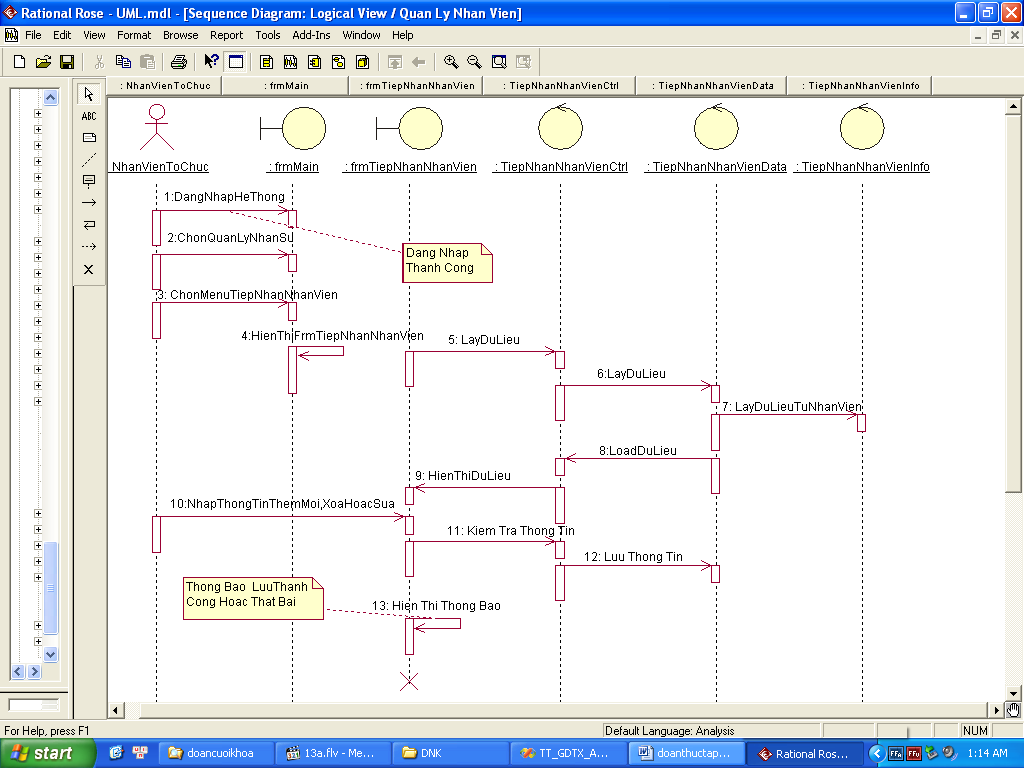 Rational Rose - UML.mdl - [Sequence Diagram: Logical View / Quan Ly Nhan Vien]
File Edit View Format Browse Report Tools Add-Ins Window Help
: NhanVienToChuc : frmMain : frmTiepNhanNhanVien : TiepNhanNhanVienCtrl : TiepNhanNhanVienData : TiepNhanNhanVienInfo
ABC
NhanVienToChuc : frmMain : frmTiepNhanNhanVien : TiepNhanNhanVienCtrl : TiepNhanNhanVienData : TiepNhanNhanVienInfo
1:DangNhapHeThong
2:ChonQuanLyNhanSu
Dang Nhap
Thanh Cong
3: ChonMenuTiepNhanNhanVien
4:HienThiFrmTiepNhanNhanVien
5: LayDuLieu
6:LayDuLieu
7: LayDuLieuTuNhanVien
8:LoadDuLieu
9: HienThiDuLieu
10:NhapThongTinThemMoi,XoaHoacSua
11: Kiem Tra Thong Tin
12: Luu Thong Tin
Thong Bao LuuThanh
Cong Hoac That Bai
13: Hien Thi Thong Bao
For Help, press F1
Default Language: Analysis
NUM
start
doancuoikhoa
13a.flv - Me...
DNK
TT_GDTX_A...
doanthuctap...
Rational Ros...
1:14 AM